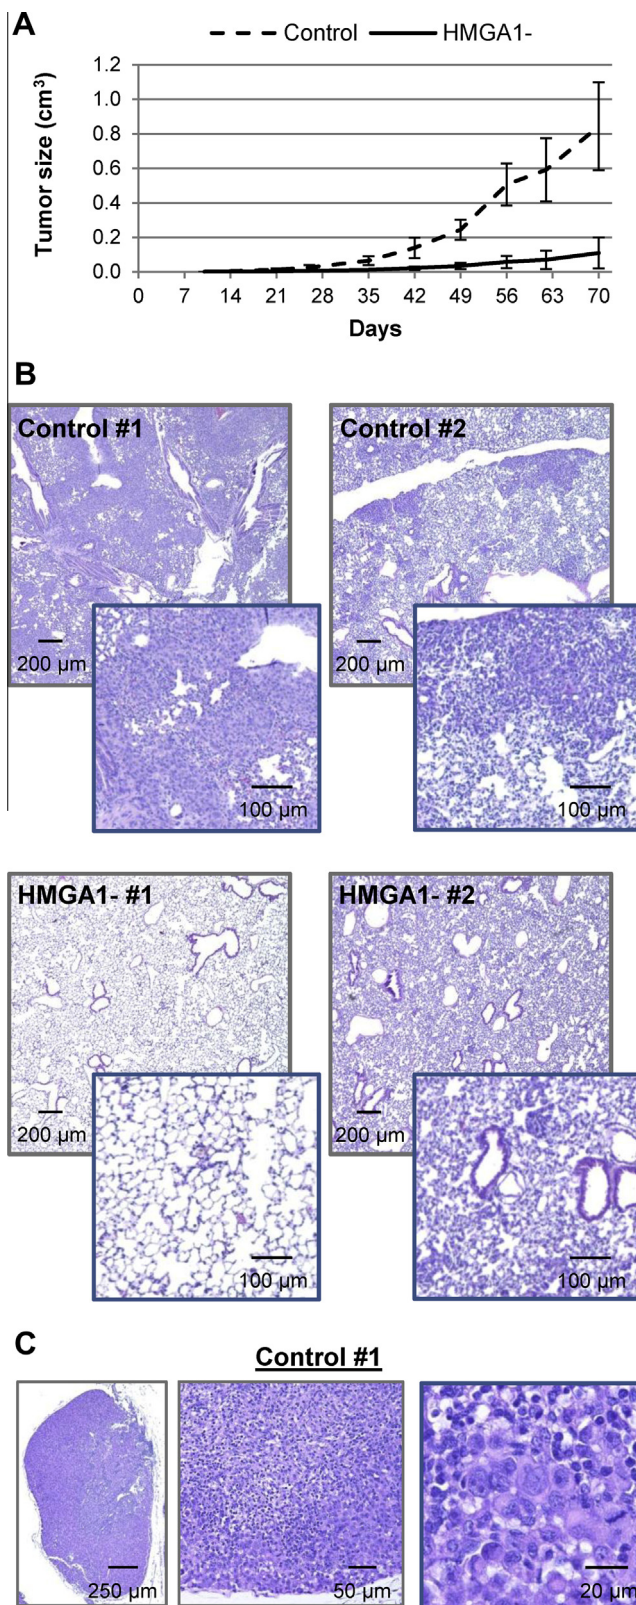 A
Control HMGA1-
1.2
1.0
0.8
0.6
0.4
0.2
0.0
Tumor size (cm³)
0 7 14 21 28 35 42 49 56 63 70
Days
B
Control #1 Control #2
200 µm 200 µm
100 µm 100 µm
HMGA1- #1 HMGA1- #2
200 µm 200 µm
100 µm 100 µm
C
Control #1
250 µm 50 µm 20 µm